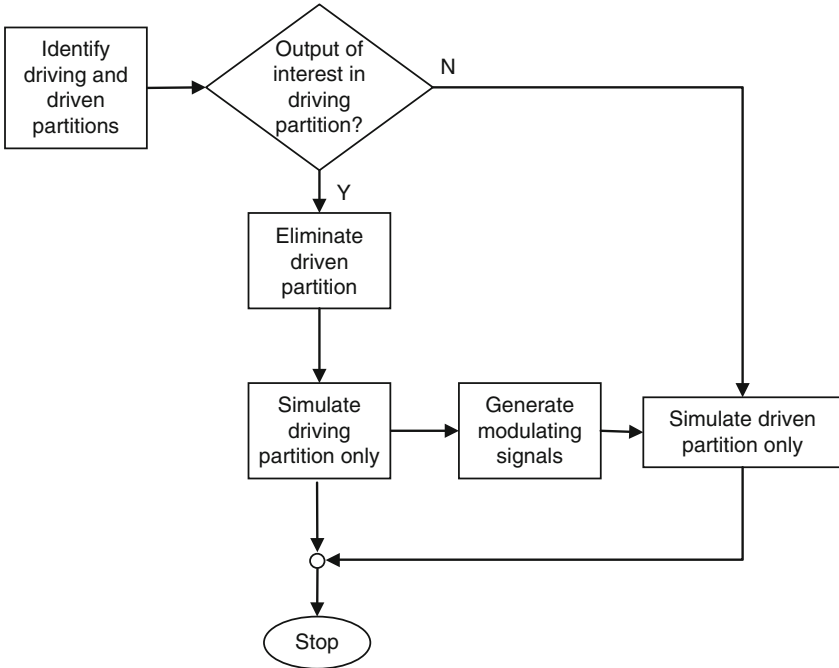 Identify
driving and
driven
partitions
Output of
interest in
driving
partition?
N
Y
Eliminate
driven
partition
Simulate
driving
partition only
Generate
modulating
signals
Simulate driven
partition only
Stop